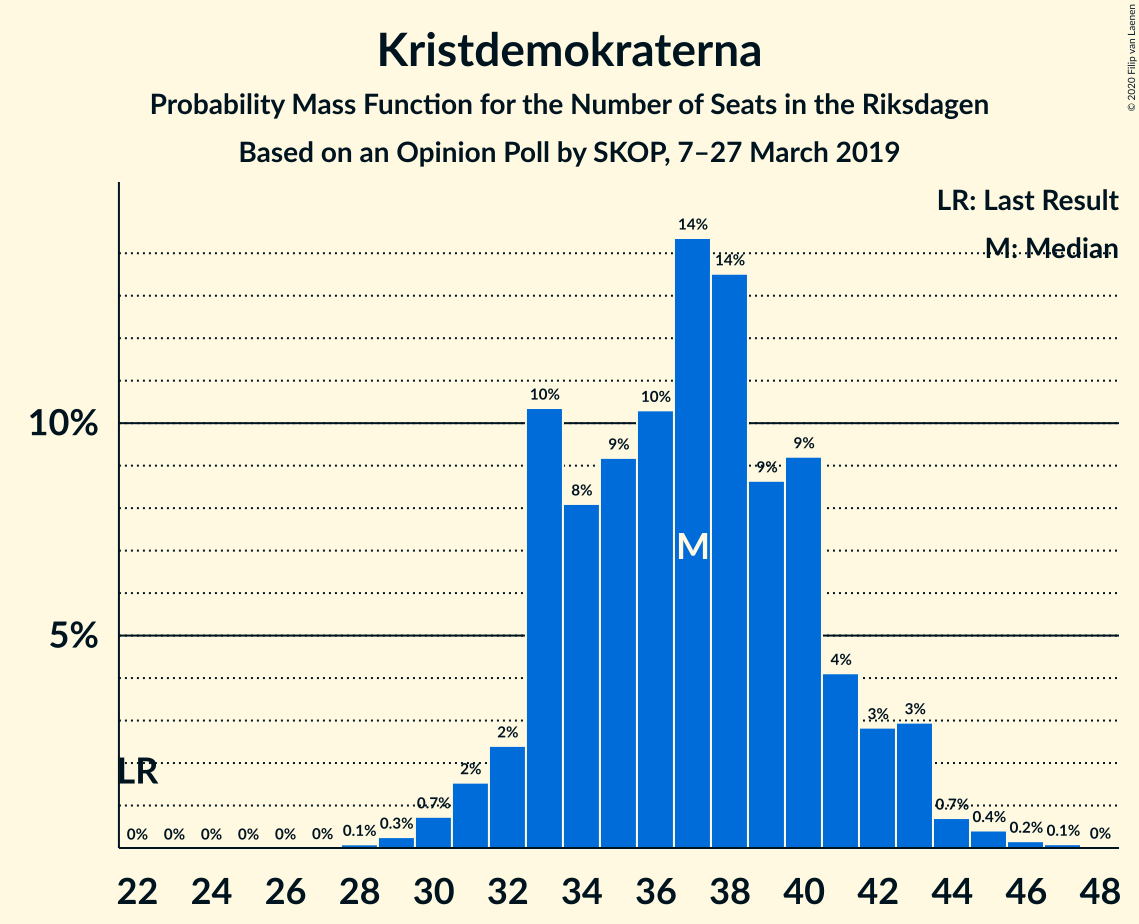 Kristdemokraterna
Probability Mass Function for the Number of Seats in the Riksdagen
Based on an Opinion Poll by SKOP, 7–27 March 2019
© 2020 Filip van Laenen
LR: Last Result
M: Median
14%
14%
10%
10%
10%
9%
9%
9%
8%
M
5%
4%
3%
3%
2%
2%
LR
0.7%
0.7%
0.4%
0.3%
0.2%
0.1%
0.1%
0% 0% 0% 0% 0% 0% 0%
22 24 26 28 30 32 34 36 38 40 42 44 46 48